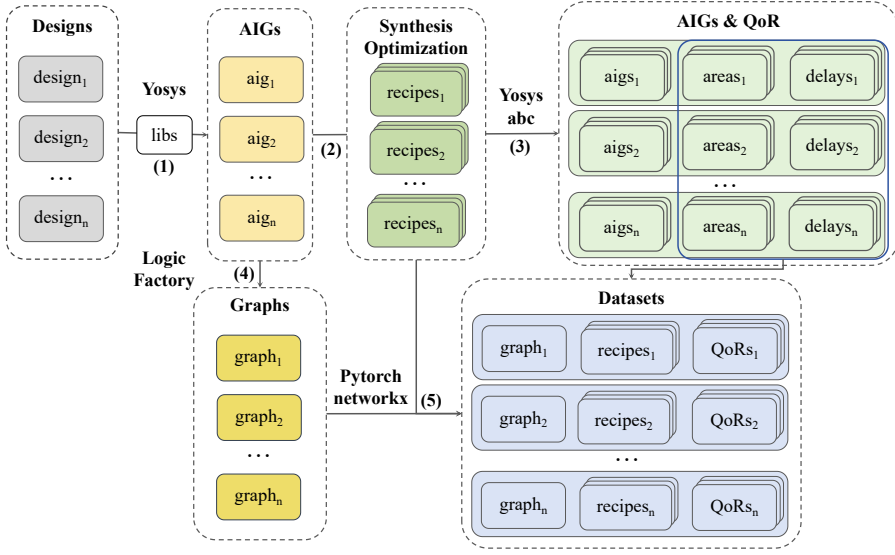 Designs
design1
design2
...
designn
Yosys
libs
(1)
AIGs
aig1
aig2
...
aign
(2)
Synthesis
Optimization
recipes1
recipes2
...
recipesn
Yosys
abc
(3)
AIGs & QoR
aigs1 areas1 delays1
aigs2 areas2 delays2
...
aigsn areasn delaysn
Logic
Factory
(4)
Graphs
graph1
graph2
...
graphn
Pytorch
networkx
(5)
Datasets
graph1 recipes1 QoRs1
graph2 recipes2 QoRs2
...
graphn recipesn QoRsn